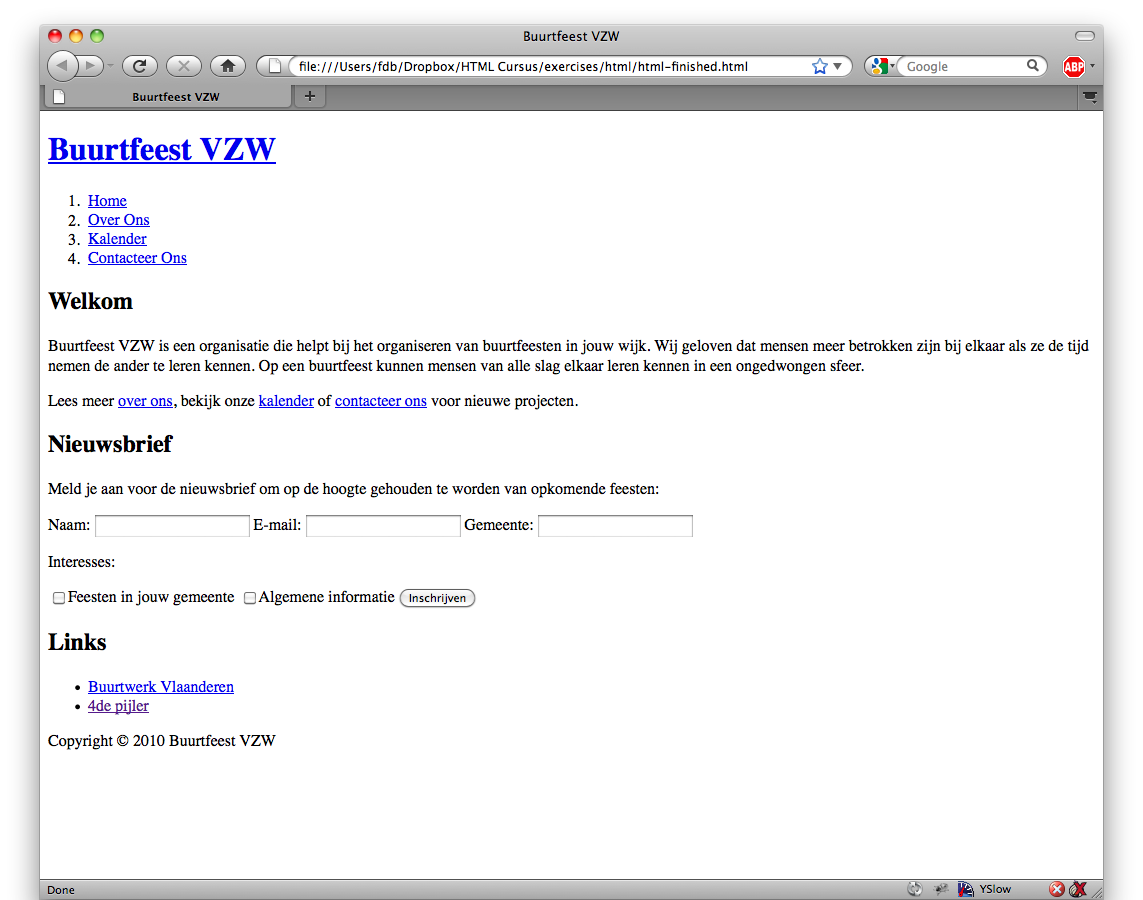 Buurtfeest VZW
file:///Users/fdb/Dropbox/HTML Cursus/exercises/html/html-finished.html
Google
ABP
Buurtfeest VZW
+
Buurtfeest VZW
1. Home
2. Over Ons
3. Kalender
4. Contacteer Ons
Welkom
Buurtfeest VZW is een organisatie die helpt bij het organiseren van buurtfeesten in jouw wijk. Wij geloven dat mensen meer betrokken zijn bij elkaar als ze de tijd
nemen de ander te leren kennen. Op een buurtfeest kunnen mensen van alle slag elkaar leren kennen in een ongedwongen sfeer.
Lees meer over ons, bekijk onze kalender of contacteer ons voor nieuwe projecten.
Nieuwsbrief
Meld je aan voor de nieuwsbrief om op de hoogte gehouden te worden van opkomende feesten:
Naam: E-mail: Gemeente:
Interesses:
Feesten in jouw gemeente Algemene informatie Inschrijven
Links
• Buurtwerk Vlaanderen
• 4de pijler
Copyright © 2010 Buurtfeest VZW
Done YSlow